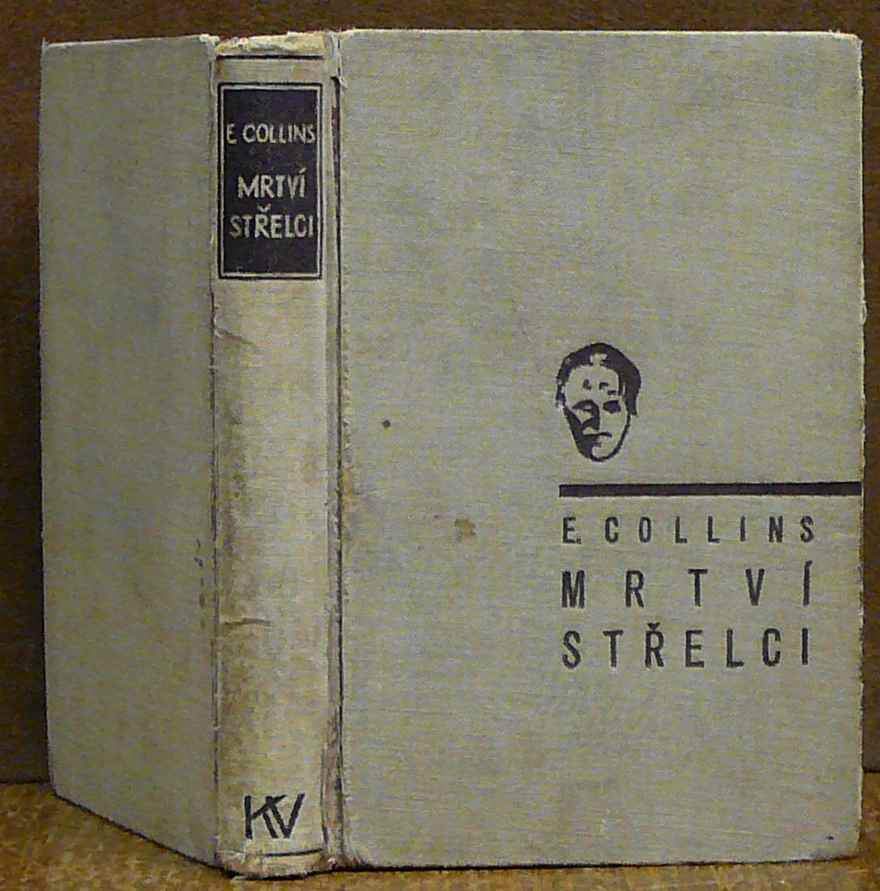 E. COLLINS
MRTVÍ
STŘELCI
KV
E. COLLINS
MRTVÍ
STŘELCI